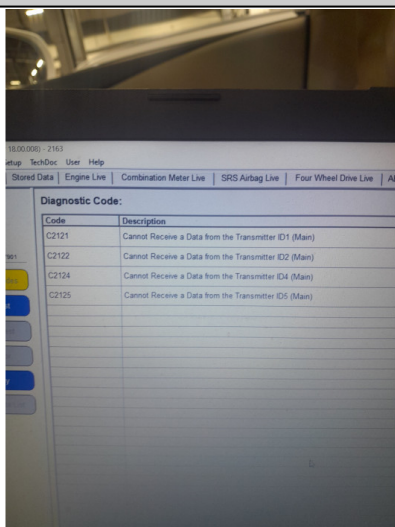 18.00.008) - 2163
etup TechDoc User Help
Stored Data Engine Live Combination Meter Live SRS Airbag Live Four Wheel Drive Live
Diagnostic Code:
Code Description
C2121 Cannot Receive a Data from the Transmitter ID1 (Main)
C2122 Cannot Receive a Data from the Transmitter ID2 (Main)
C2124 Cannot Receive a Data from the Transmitter ID4 (Main)
C2125 Cannot Receive a Data from the Transmitter ID5 (Main)